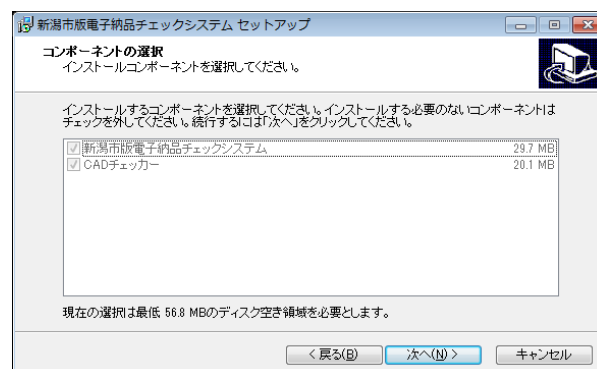 新潟市版電子納品チェックシステム セットアップ
コンポーネントの選択
インストールコンポーネントを選択してください。
インストールするコンポーネントを選択してください。インストールする必要のないコンポーネントは
チェックを外してください。続行するには「次へ」をクリックしてください。
新潟市版電子納品チェックシステム 29.7 MB
CADチェッカー 20.1 MB
現在の選択は最低 56.8 MBのディスク空き領域を必要とします。
< 戻る(B) 次へ(N) > キャンセル